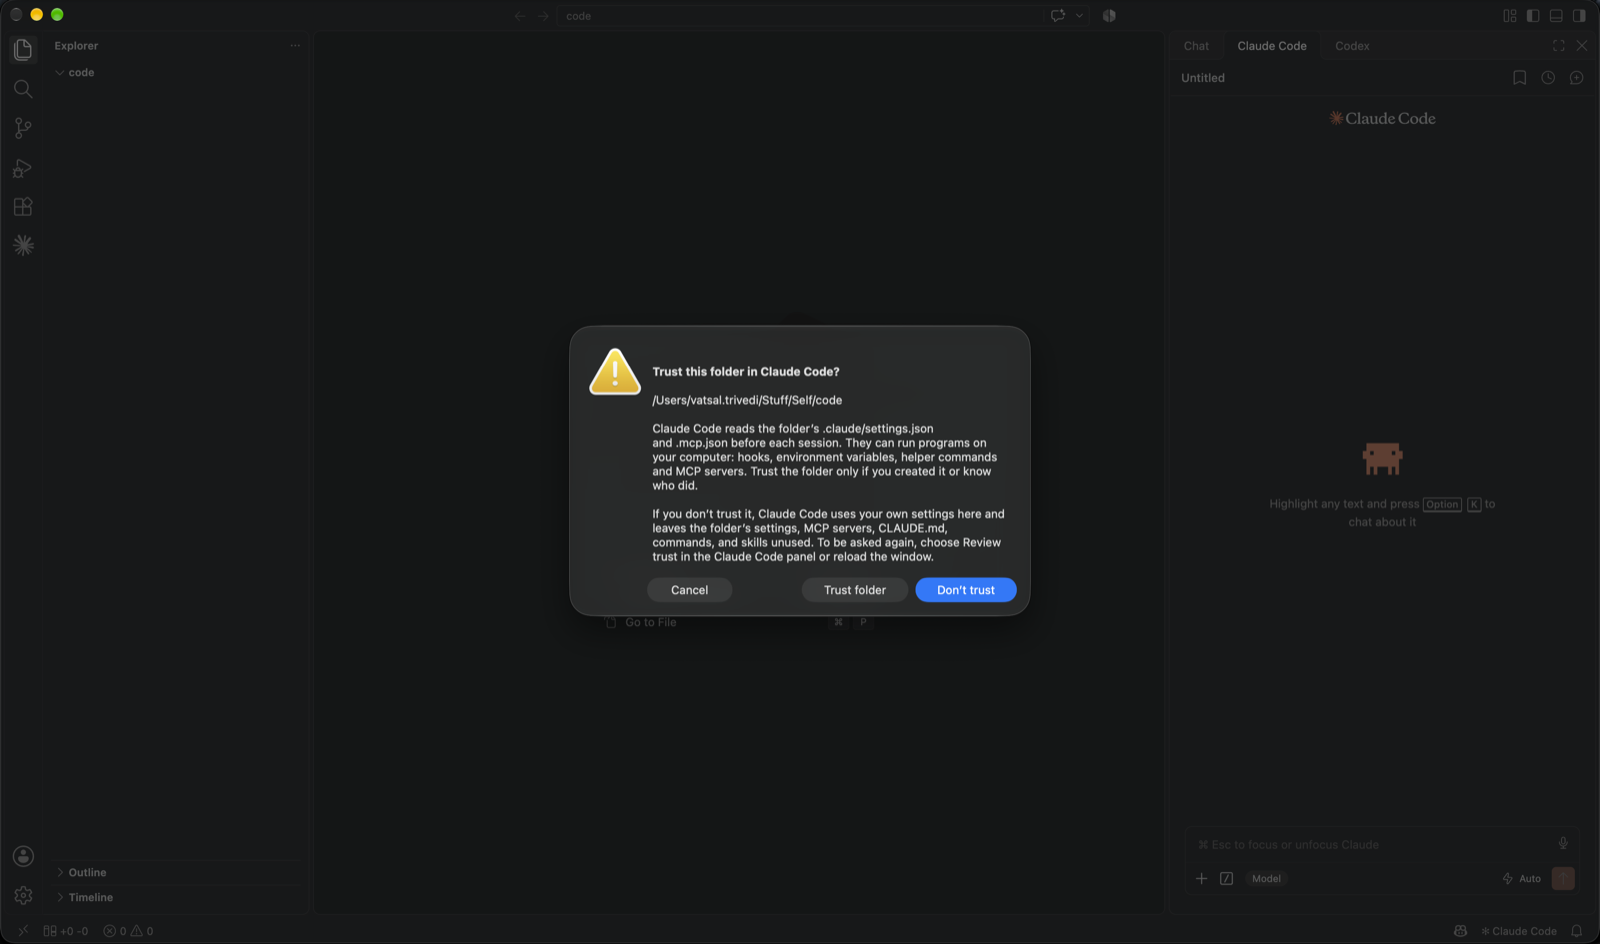 code
Explorer
code
Chat
Claude Code
Codex
Untitled
Claude Code
Trust this folder in Claude Code?
/Users/vatsal.trivedi/Stuff/Self/code
Claude Code reads the folder’s .claude/settings.json
and .mcp.json before each session. They can run programs on
your computer: hooks, environment variables, helper commands
and MCP servers. Trust the folder only if you created it or know
who did.
If you don’t trust it, Claude Code uses your own settings here and
leaves the folder’s settings, MCP servers, CLAUDE.md,
commands, and skills unused. To be asked again, choose Review
trust in the Claude Code panel or reload the window.
Cancel
Trust folder
Don’t trust
Go to File ⌘ P
Highlight any text and press Option K to
chat about it
⌘ Esc to focus or unfocus Claude
Model
Auto
Outline
Timeline
+0 -0
0 0
Claude Code